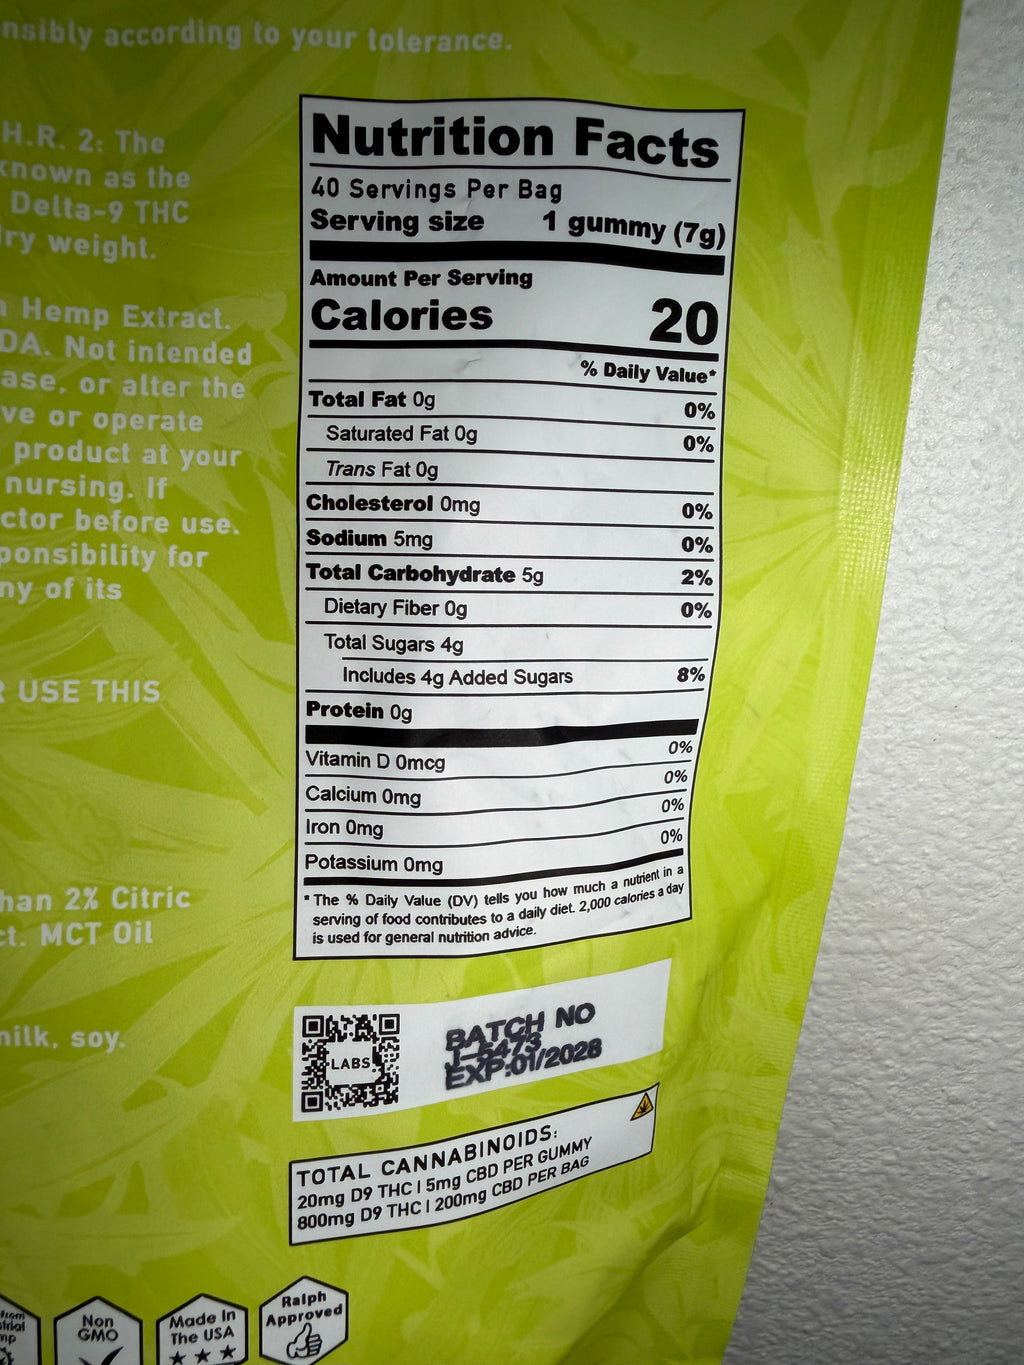 nsibly according to your tolerance.
H.R. 2: The
known as the
Delta-9 THC
dry weight.
Hemp Extract.
DA. Not intended
ase, or alter the
ve or operate
product at your
nursing. If
ctor before use.
ponsibility for
ny of its
USE THIS
han 2% Citric
ct. MCT Oil
milk, soy.
Nutrition Facts
40 Servings Per Bag
Serving size 1 gummy (7g)
Amount Per Serving
Calories 20
% Daily Value*
Total Fat 0g 0%
Saturated Fat 0g 0%
Trans Fat 0g
Cholesterol 0mg 0%
Sodium 5mg 0%
Total Carbohydrate 5g 2%
Dietary Fiber 0g 0%
Total Sugars 4g
Includes 4g Added Sugars 8%
Protein 0g
Vitamin D 0mcg 0%
Calcium 0mg 0%
Iron 0mg 0%
Potassium 0mg 0%
* The % Daily Value (DV) tells you how much a nutrient in a
serving of food contributes to a daily diet. 2,000 calories a day
is used for general nutrition advice.
LABS
BATCH NO
J-5473
EXP:01/2028
TOTAL CANNABINOIDS:
20mg D9 THC | 5mg CBD PER GUMMY
800mg D9 THC | 200mg CBD PER BAG
from
strial
mp
Non
GMO
Made In
The USA
Ralph
Approved